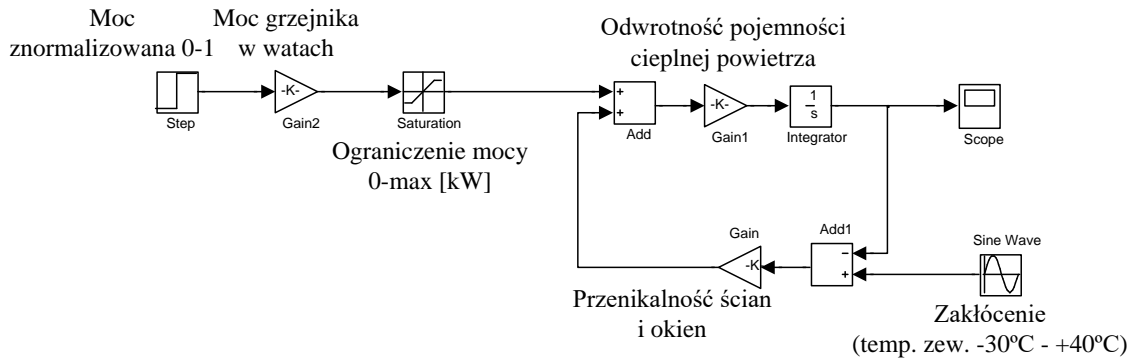 Moc
znormalizowana 0-1
Moc grzejnika
w watach
Odwrotność pojemności
cieplnej powietrza
Step
-K-
Gain2
Saturation
Ograniczenie mocy
0-max [kW]
+
+
Add
-K-
Gain1
1
s
Integrator
Scope
Gain
-K
Add1
−
+
Sine Wave
Przenikalność ścian
i okien
Zakłócenie
(temp. zew. -30ºC - +40ºC)